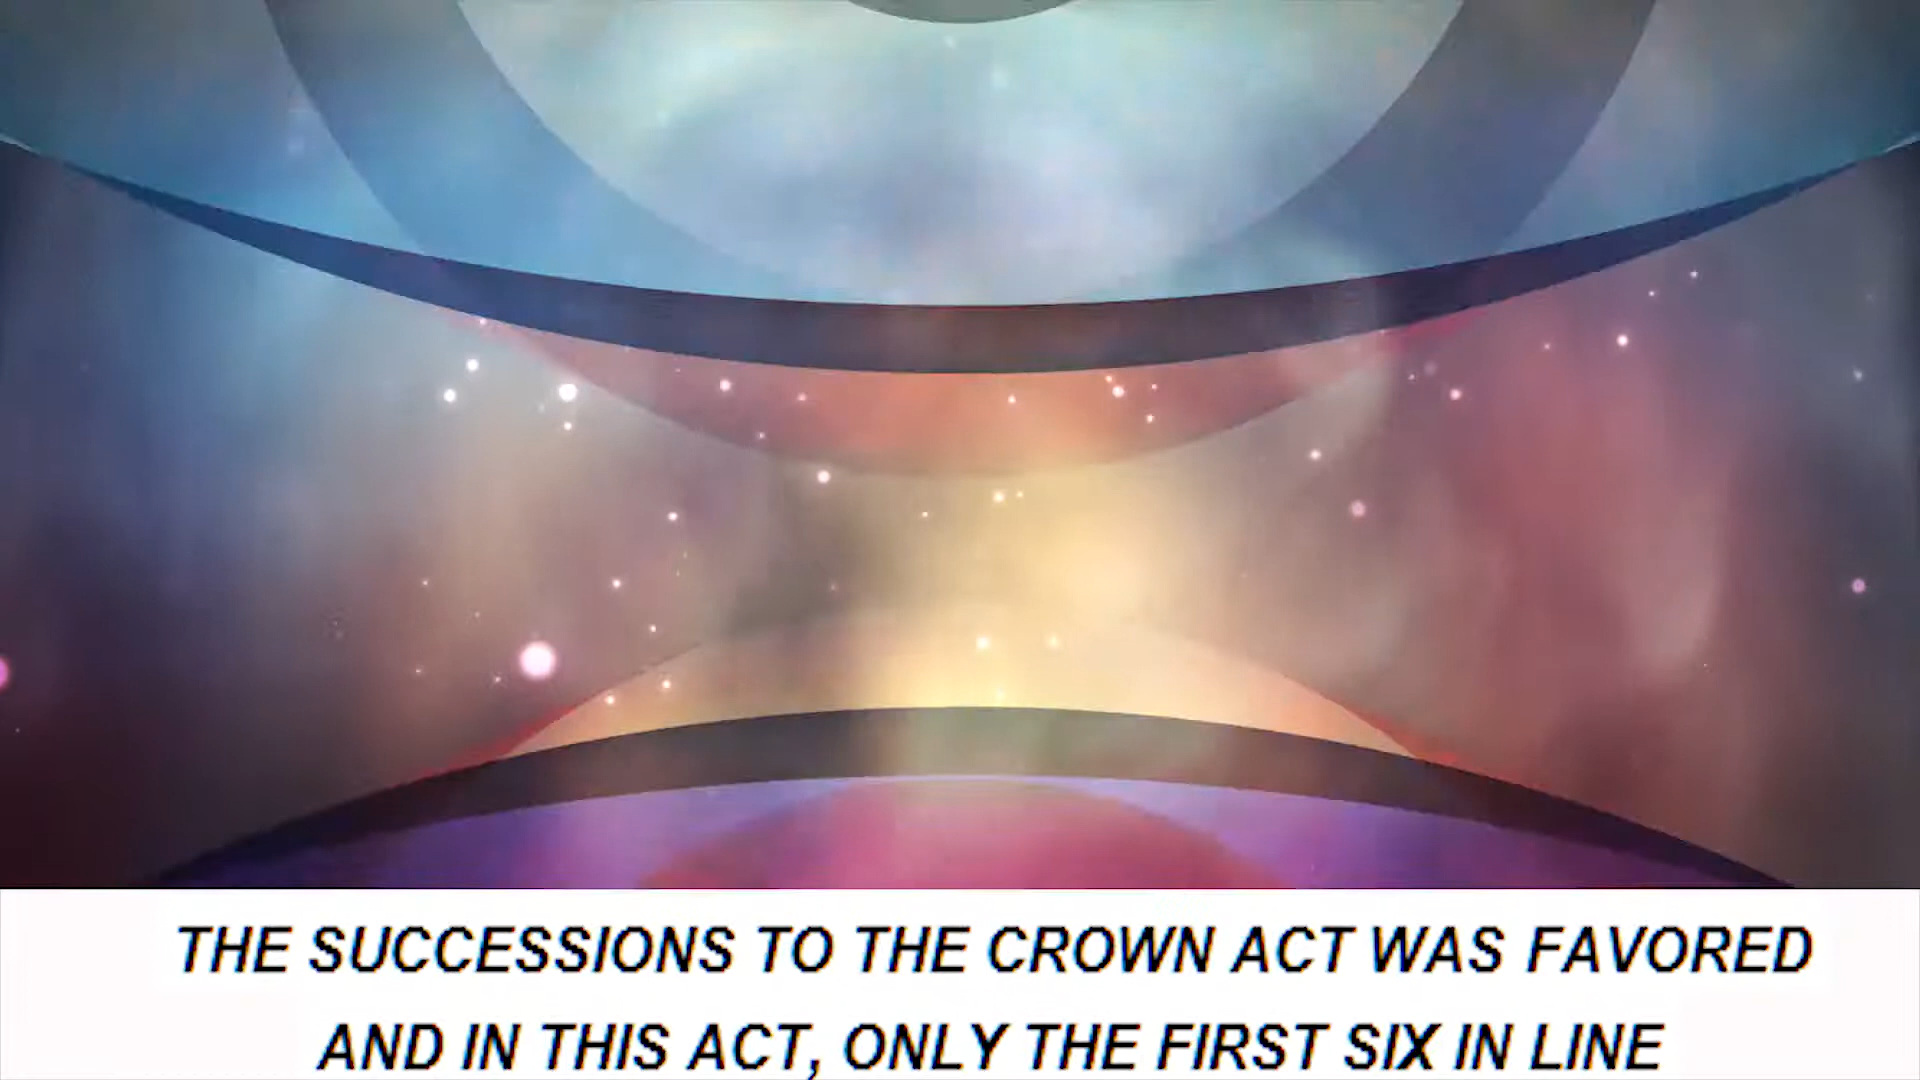 THE SUCCESSIONS TO THE CROWN ACT WAS FAVORED
AND IN THIS ACT, ONLY THE FIRST SIX IN LINE